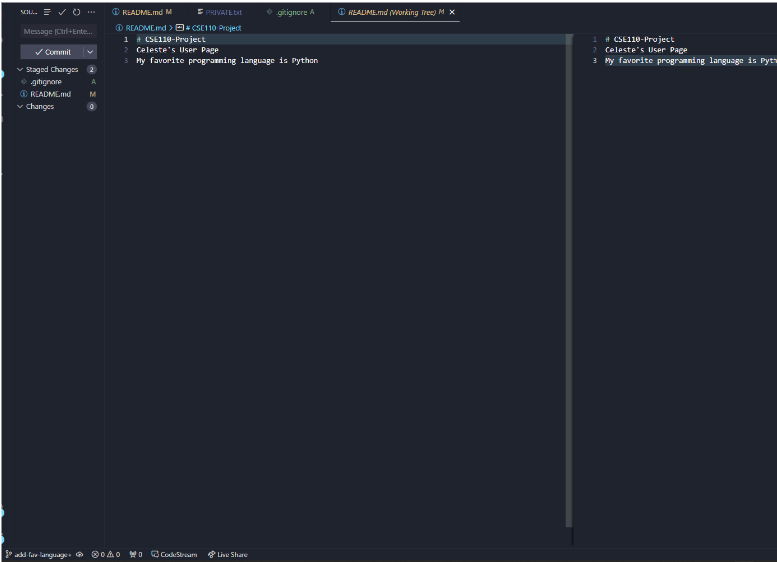 SOU...
README.md M
PRIVATE.txt
.gitignore A
README.md (Working Tree) M
README.md > # CSE110-Project
Message (Ctrl+Ente...
Commit
Staged Changes 2
.gitignore A
README.md M
Changes 0
1 # CSE110-Project
2 Celeste's User Page
3 My favorite programming language is Python
1 # CSE110-Project
2 Celeste's User Page
3 My favorite programming language is Pyth
add-fav-language+ 0 0 0 CodeStream Live Share